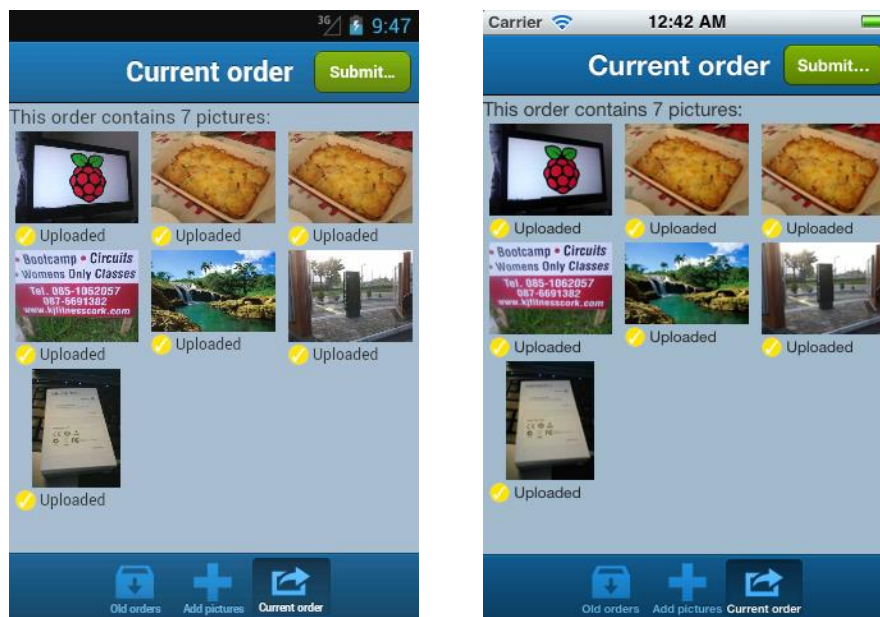 3G 9:47
Current order Submit...
This order contains 7 pictures:
Uploaded Uploaded Uploaded
• Bootcamp • Circuits
• Womens Only Classes
Tel. 085-1062057
087-6691382
www.kjfitnesscork.com
Uploaded Uploaded Uploaded
Uploaded
Old orders Add pictures Current order
Carrier 12:42 AM
Current order Submit...
This order contains 7 pictures:
Uploaded Uploaded Uploaded
• Bootcamp • Circuits
• Womens Only Classes
Tel. 085-1062057
087-6691382
www.kjfitnesscork.com
Uploaded Uploaded Uploaded
Uploaded
Old orders Add pictures Current order